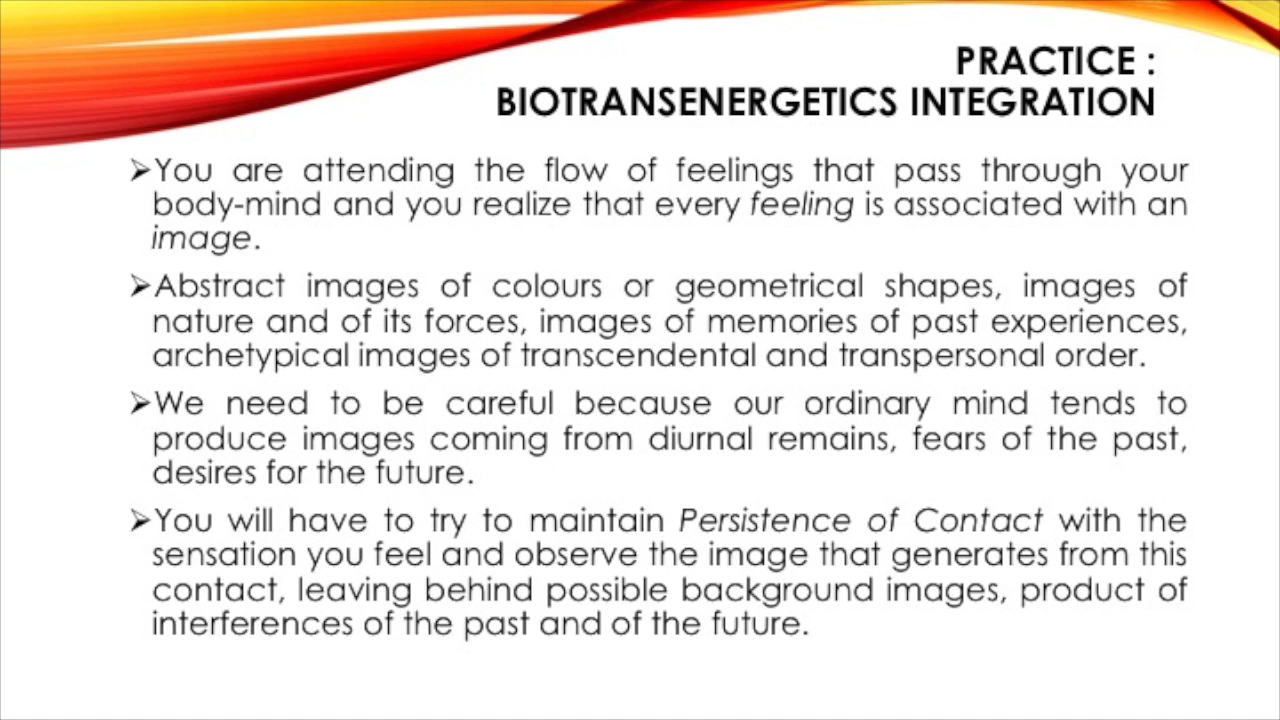 PRACTICE :
BIOTRANSENERGETICS INTEGRATION
➢You are attending the flow of feelings that pass through your
body-mind and you realize that every feeling is associated with an
image.
➢Abstract images of colours or geometrical shapes, images of
nature and of its forces, images of memories of past experiences,
archetypical images of transcendental and transpersonal order.
➢We need to be careful because our ordinary mind tends to
produce images coming from diurnal remains, fears of the past,
desires for the future.
➢You will have to try to maintain Persistence of Contact with the
sensation you feel and observe the image that generates from this
contact, leaving behind possible background images, product of
interferences of the past and of the future.